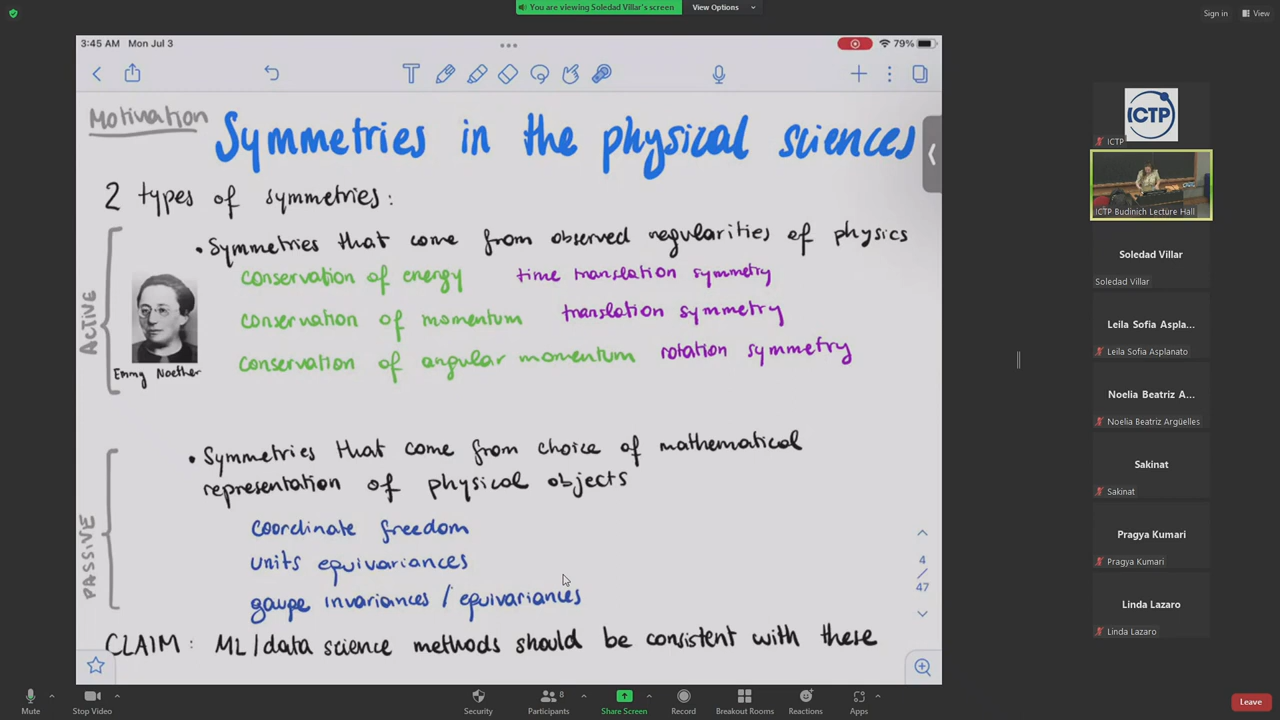 You are viewing Soledad Villar's screen
View Options
Sign in
View
3:45 AM Mon Jul 3
79%
Motivation
Symmetries in the physical sciences
2 types of symmetries:
ACTIVE
• Symmetries that come from observed regularities of physics
conservation of energy time translation symmetry
conservation of momentum translation symmetry
conservation of angular momentum rotation symmetry
Emmy Noether
PASSIVE
• Symmetries that come from choice of mathematical
representation of physical objects
coordinate freedom
units equivariances
gauge invariances / equivariances
CLAIM: ML/data science methods should be consistent with these
4
/
47
ICTP
ICTP
ICTP Budinich Lecture Hall
Soledad Villar
Soledad Villar
Leila Sofia Aspla...
Leila Sofia Asplanato
Noelia Beatriz A...
Noelia Beatriz Argüelles
Sakinat
Sakinat
Pragya Kumari
Pragya Kumari
Linda Lazaro
Linda Lazaro
Mute
Stop Video
Security
Participants
8
Share Screen
Record
Breakout Rooms
Reactions
Apps
Leave